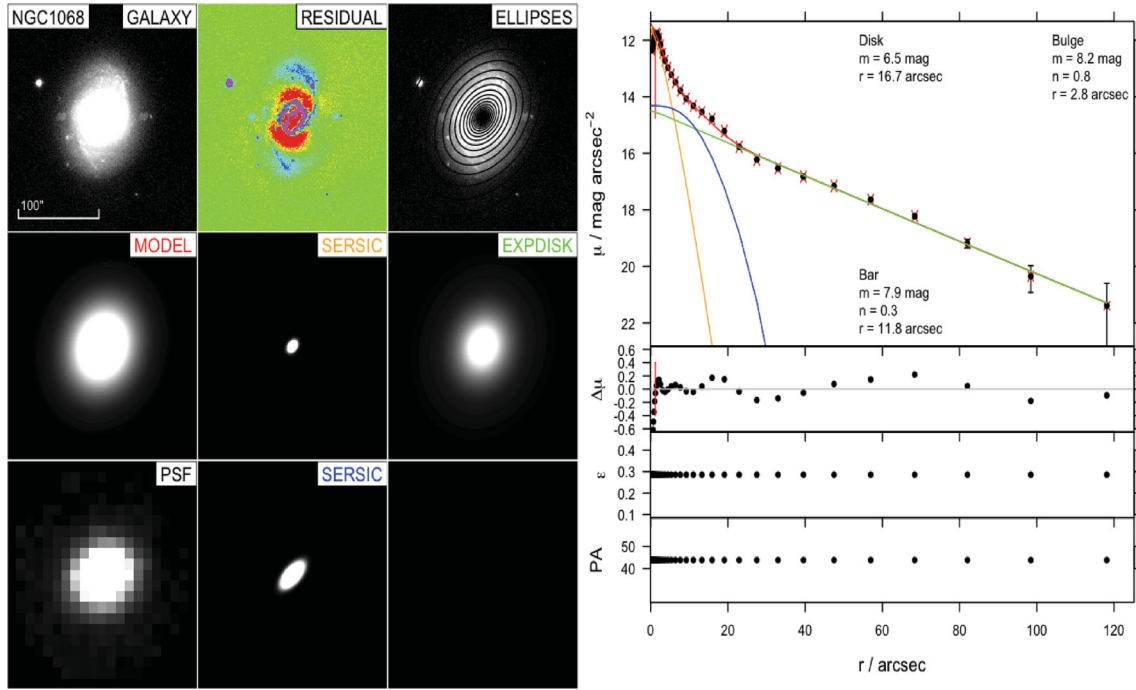 NGC1068 GALAXY RESIDUAL ELLIPSES
100"
MODEL SERSIC EXPDISK
PSF SERSIC
Disk
m = 6.5 mag
r = 16.7 arcsec
Bulge
m = 8.2 mag
n = 0.8
r = 2.8 arcsec
Bar
m = 7.9 mag
n = 0.3
r = 11.8 arcsec
μ / mag arcsec⁻²
12
14
16
18
20
22
Δμ
0.6
0.4
0.2
0.0
-0.2
-0.4
-0.6
ε
0.4
0.3
0.2
0.1
PA
50
40
0 20 40 60 80 100 120
r / arcsec